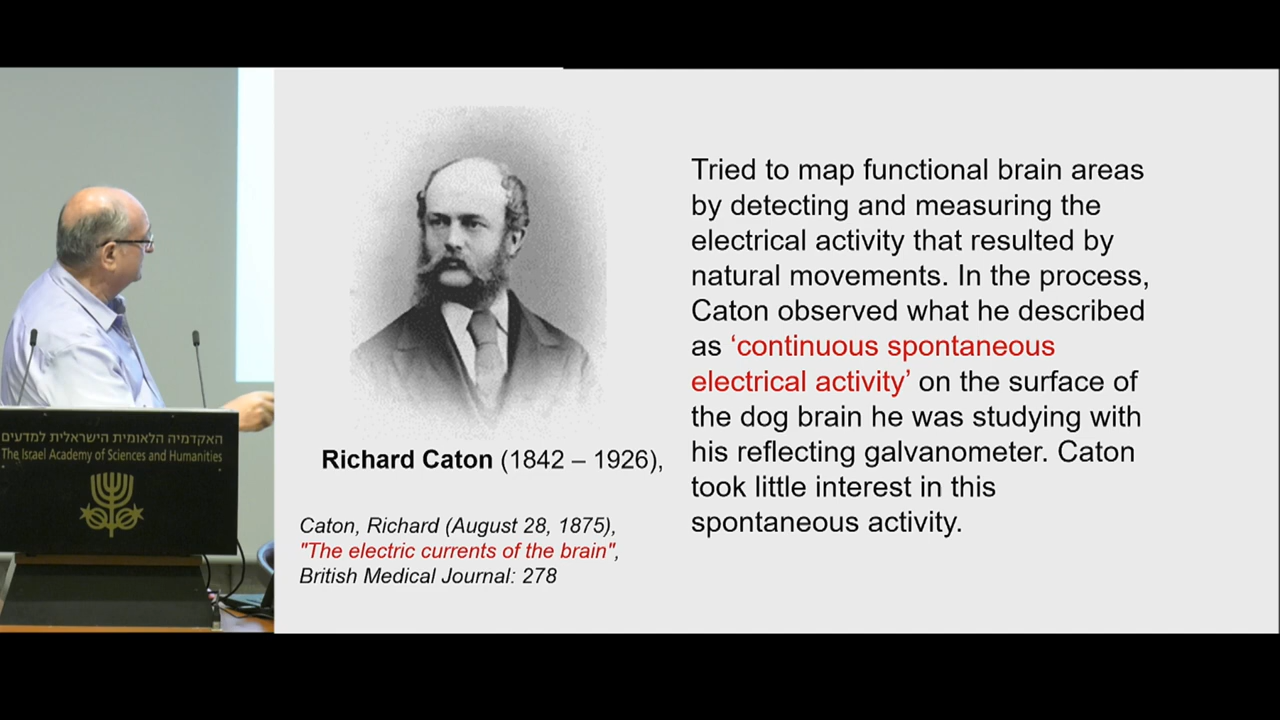 Tried to map functional brain areas
by detecting and measuring the
electrical activity that resulted by
natural movements. In the process,
Caton observed what he described
as ‘continuous spontaneous
electrical activity’ on the surface of
the dog brain he was studying with
his reflecting galvanometer. Caton
took little interest in this
spontaneous activity.
Richard Caton (1842 – 1926),
Caton, Richard (August 28, 1875),
"The electric currents of the brain",
British Medical Journal: 278
האקדמיה הלאומית הישראלית למדעים
The Israel Academy of Sciences and Humanities